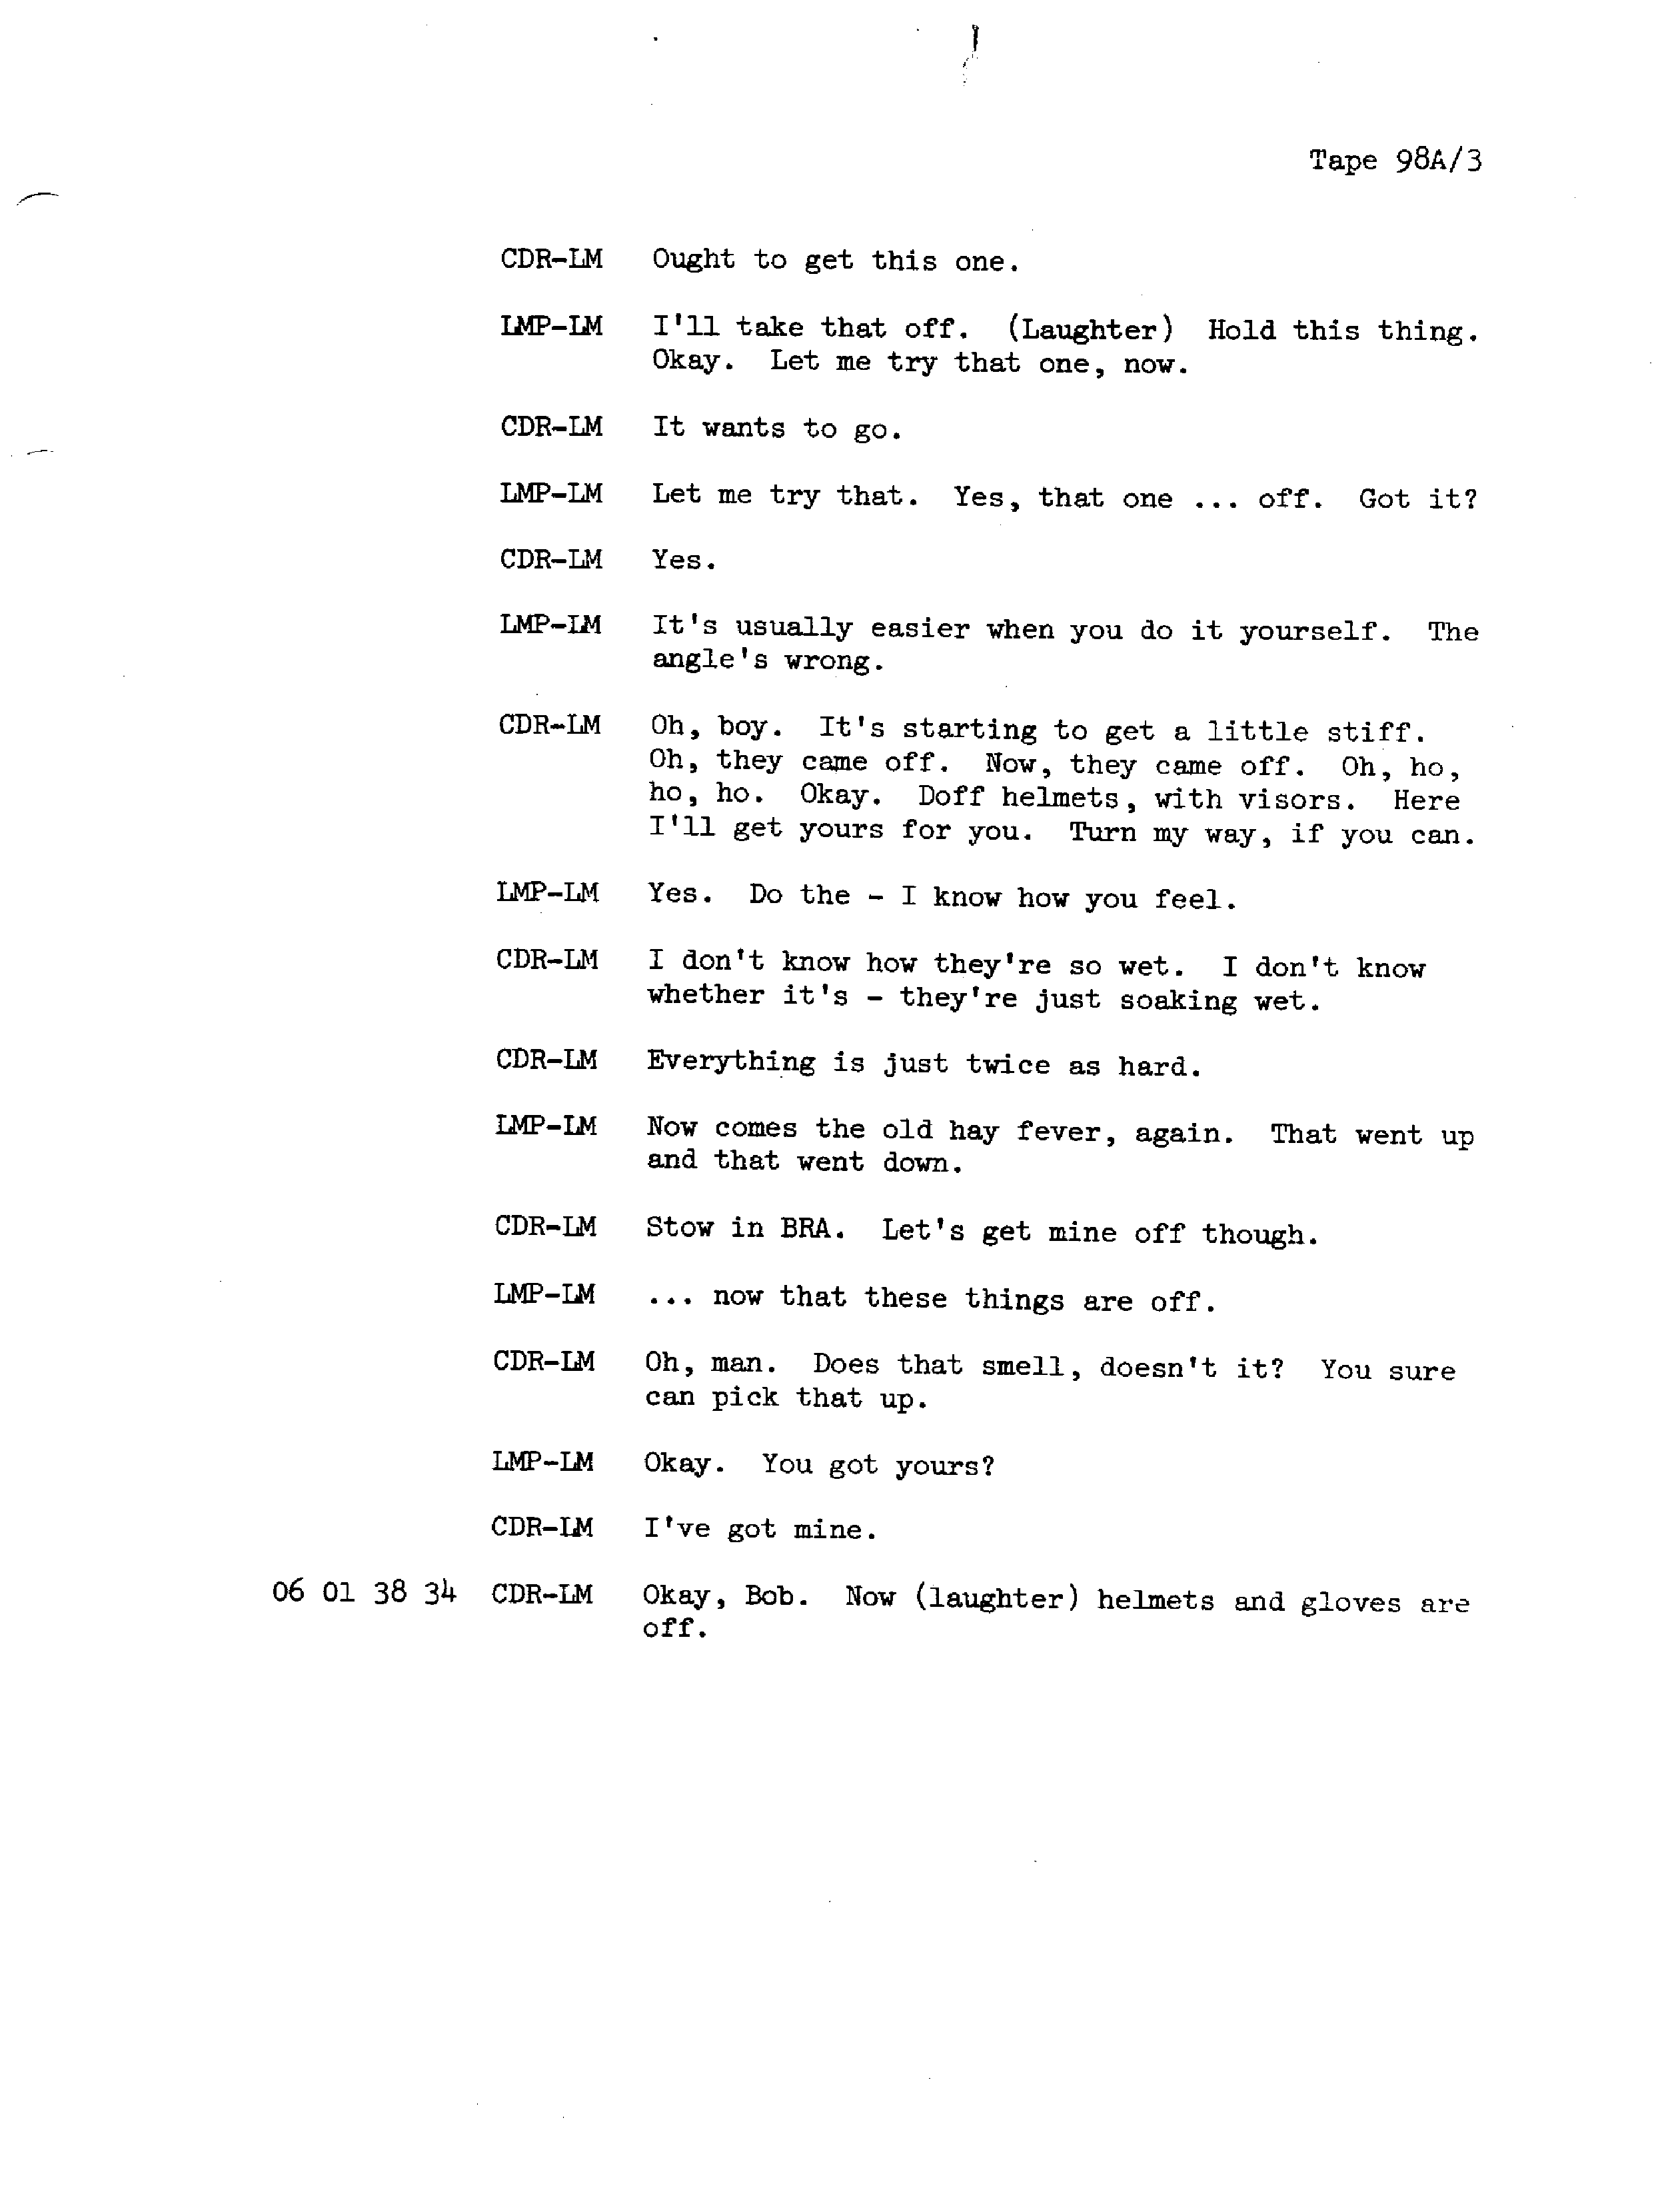 Tape 98A/3
CDR-LM Ought to get this one.
LMP-LM I'll take that off. (Laughter) Hold this thing.
Okay. Let me try that one, now.
CDR-LM It wants to go.
LMP-LM Let me try that. Yes, that one ... off. Got it?
CDR-LM Yes.
LMP-LM It's usually easier when you do it yourself. The
angle's wrong.
CDR-LM Oh, boy. It's starting to get a little stiff.
Oh, they came off. Now, they came off. Oh, ho,
ho, ho. Okay. Doff helmets, with visors. Here
I'll get yours for you. Turn my way, if you can.
LMP-LM Yes. Do the - I know how you feel.
CDR-LM I don't know how they're so wet. I don't know
whether it's - they're just soaking wet.
CDR-LM Everything is just twice as hard.
LMP-LM Now comes the old hay fever, again. That went up
and that went down.
CDR-LM Stow in BRA. Let's get mine off though.
LMP-LM ... now that these things are off.
CDR-LM Oh, man. Does that smell, doesn't it? You sure
can pick that up.
LMP-LM Okay. You got yours?
CDR-LM I've got mine.
06 01 38 34 CDR-LM Okay, Bob. Now (laughter) helmets and gloves are
off.